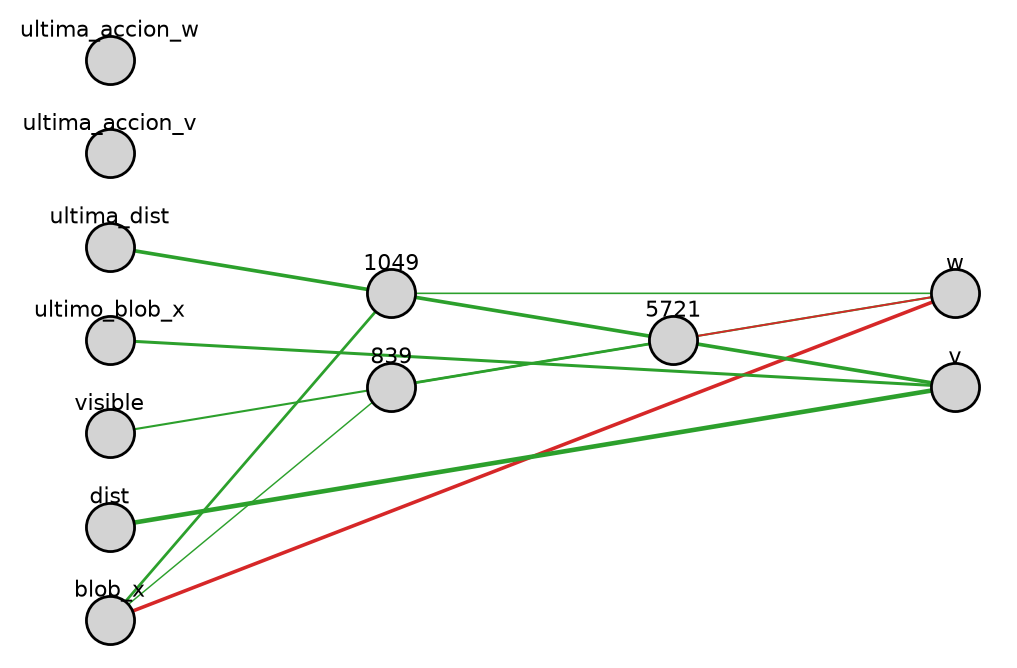 ultima_accion_w
ultima_accion_v
ultima_dist
ultimo_blob_x
visible
dist
blob_x
1049
839
5721
w
v